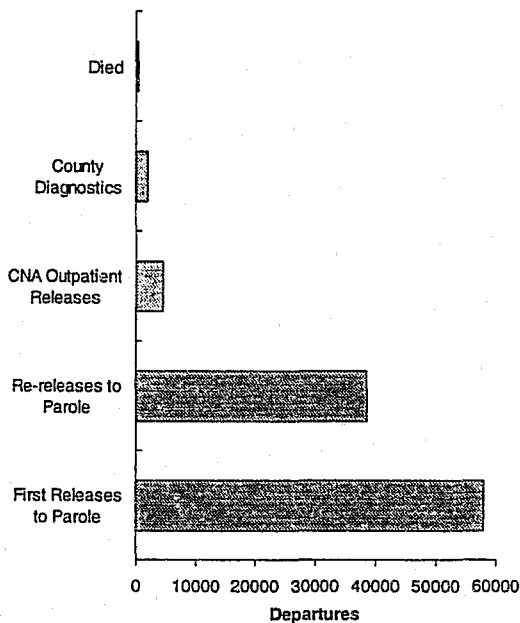 Died
County
Diagnostics
CNA Outpatient
Releases
Re-releases to
Parole
First Releases
to Parole
0 10000 20000 30000 40000 50000 60000
Departures